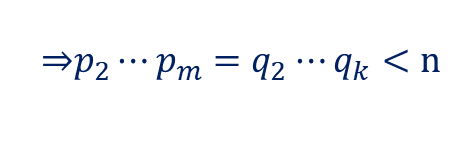 ⇒p₂ ⋯ pₘ = q₂ ⋯ qₖ < n